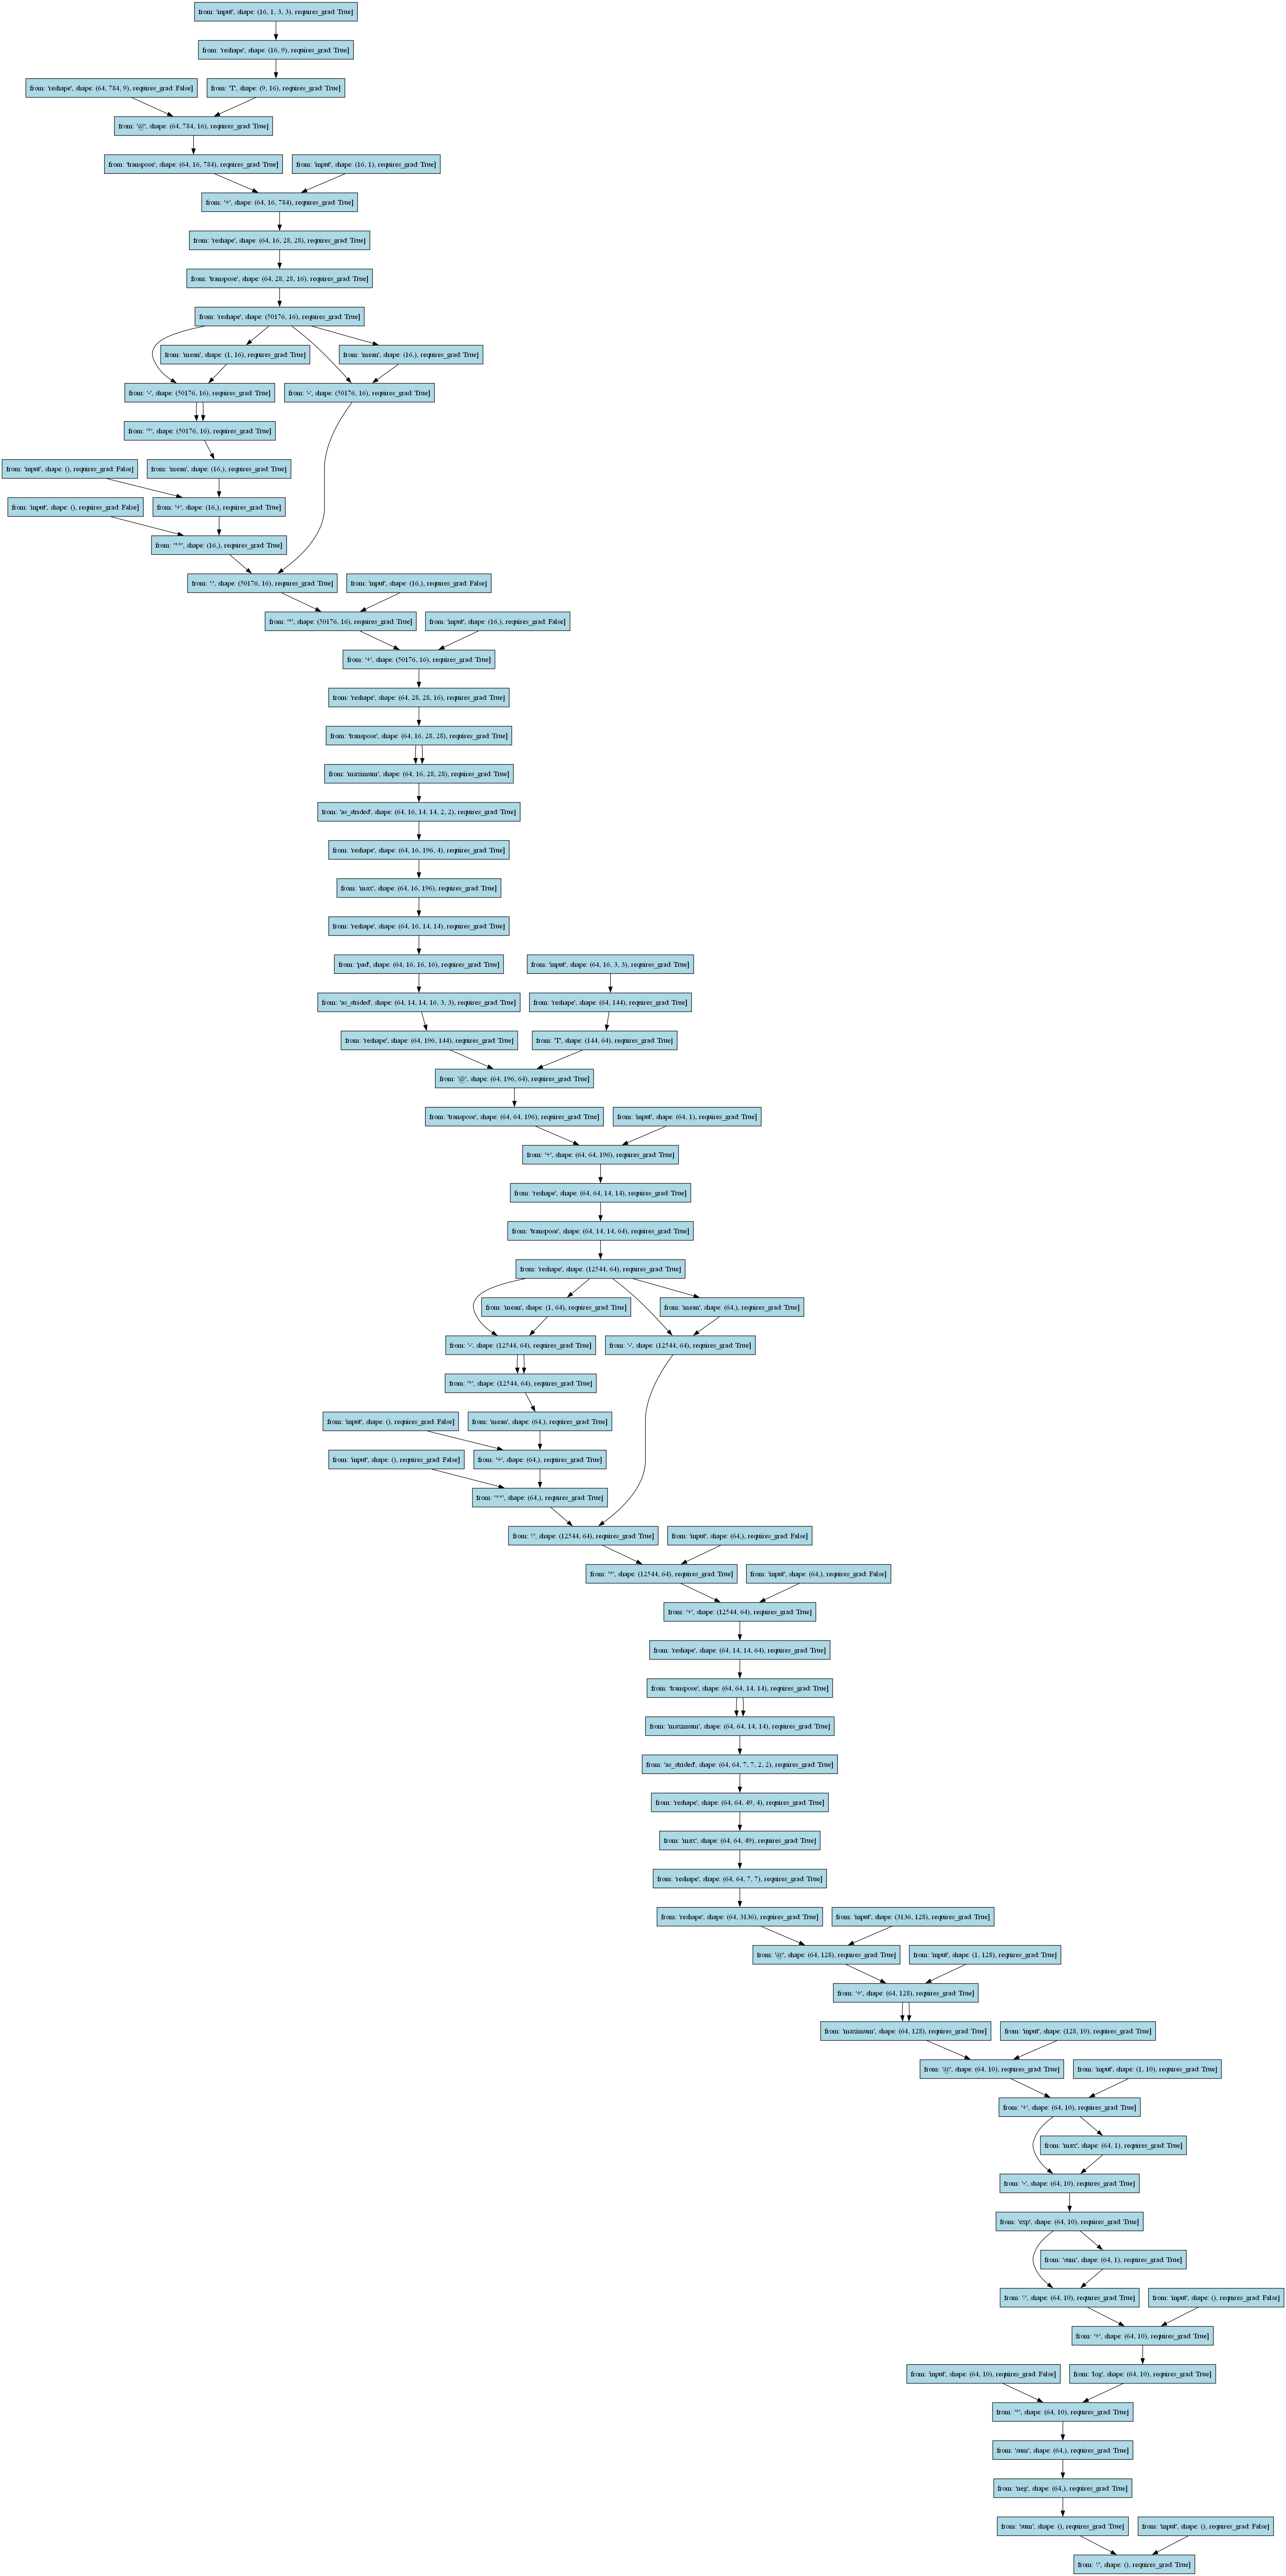 from: 'input', shape: (16, 1, 3, 3), requires_grad: True]
from: 'reshape', shape: (16, 9), requires_grad: True]
from: 'reshape', shape: (64, 784, 9), requires_grad: False]
from: 'T', shape: (9, 16), requires_grad: True]
from: '@', shape: (64, 784, 16), requires_grad: True]
from: 'transpose', shape: (64, 16, 784), requires_grad: True]
from: 'input', shape: (16, 1), requires_grad: True]
from: '+', shape: (64, 16, 784), requires_grad: True]
from: 'reshape', shape: (64, 16, 28, 28), requires_grad: True]
from: 'transpose', shape: (64, 28, 28, 16), requires_grad: True]
from: 'reshape', shape: (50176, 16), requires_grad: True]
from: 'mean', shape: (1, 16), requires_grad: True]
from: 'mean', shape: (16,), requires_grad: True]
from: '-', shape: (50176, 16), requires_grad: True]
from: '-', shape: (50176, 16), requires_grad: True]
from: '*', shape: (50176, 16), requires_grad: True]
from: 'input', shape: (), requires_grad: False]
from: 'mean', shape: (16,), requires_grad: True]
from: 'input', shape: (), requires_grad: False]
from: '+', shape: (16,), requires_grad: True]
from: '**', shape: (16,), requires_grad: True]
from: '/', shape: (50176, 16), requires_grad: True]
from: 'input', shape: (16,), requires_grad: False]
from: '*', shape: (50176, 16), requires_grad: True]
from: 'input', shape: (16,), requires_grad: False]
from: '+', shape: (50176, 16), requires_grad: True]
from: 'reshape', shape: (64, 28, 28, 16), requires_grad: True]
from: 'transpose', shape: (64, 16, 28, 28), requires_grad: True]
from: 'maximum', shape: (64, 16, 28, 28), requires_grad: True]
from: 'as_strided', shape: (64, 16, 14, 14, 2, 2), requires_grad: True]
from: 'reshape', shape: (64, 16, 196, 4), requires_grad: True]
from: 'max', shape: (64, 16, 196), requires_grad: True]
from: 'reshape', shape: (64, 16, 14, 14), requires_grad: True]
from: 'pad', shape: (64, 16, 16, 16), requires_grad: True]
from: 'input', shape: (64, 16, 3, 3), requires_grad: True]
from: 'as_strided', shape: (64, 14, 14, 16, 3, 3), requires_grad: True]
from: 'reshape', shape: (64, 144), requires_grad: True]
from: 'reshape', shape: (64, 196, 144), requires_grad: True]
from: 'T', shape: (144, 64), requires_grad: True]
from: '@', shape: (64, 196, 64), requires_grad: True]
from: 'transpose', shape: (64, 64, 196), requires_grad: True]
from: 'input', shape: (64, 1), requires_grad: True]
from: '+', shape: (64, 64, 196), requires_grad: True]
from: 'reshape', shape: (64, 64, 14, 14), requires_grad: True]
from: 'transpose', shape: (64, 14, 14, 64), requires_grad: True]
from: 'reshape', shape: (12544, 64), requires_grad: True]
from: 'mean', shape: (1, 64), requires_grad: True]
from: 'mean', shape: (64,), requires_grad: True]
from: '-', shape: (12544, 64), requires_grad: True]
from: '-', shape: (12544, 64), requires_grad: True]
from: '*', shape: (12544, 64), requires_grad: True]
from: 'input', shape: (), requires_grad: False]
from: 'mean', shape: (64,), requires_grad: True]
from: 'input', shape: (), requires_grad: False]
from: '+', shape: (64,), requires_grad: True]
from: '**', shape: (64,), requires_grad: True]
from: '/', shape: (12544, 64), requires_grad: True]
from: 'input', shape: (64,), requires_grad: False]
from: '*', shape: (12544, 64), requires_grad: True]
from: 'input', shape: (64,), requires_grad: False]
from: '+', shape: (12544, 64), requires_grad: True]
from: 'reshape', shape: (64, 14, 14, 64), requires_grad: True]
from: 'transpose', shape: (64, 64, 14, 14), requires_grad: True]
from: 'maximum', shape: (64, 64, 14, 14), requires_grad: True]
from: 'as_strided', shape: (64, 64, 7, 7, 2, 2), requires_grad: True]
from: 'reshape', shape: (64, 64, 49, 4), requires_grad: True]
from: 'max', shape: (64, 64, 49), requires_grad: True]
from: 'reshape', shape: (64, 64, 7, 7), requires_grad: True]
from: 'reshape', shape: (64, 3136), requires_grad: True]
from: 'input', shape: (3136, 128), requires_grad: True]
from: '@', shape: (64, 128), requires_grad: True]
from: 'input', shape: (1, 128), requires_grad: True]
from: '+', shape: (64, 128), requires_grad: True]
from: 'maximum', shape: (64, 128), requires_grad: True]
from: 'input', shape: (128, 10), requires_grad: True]
from: '@', shape: (64, 10), requires_grad: True]
from: 'input', shape: (1, 10), requires_grad: True]
from: '+', shape: (64, 10), requires_grad: True]
from: 'max', shape: (64, 1), requires_grad: True]
from: '-', shape: (64, 10), requires_grad: True]
from: 'exp', shape: (64, 10), requires_grad: True]
from: 'sum', shape: (64, 1), requires_grad: True]
from: '/', shape: (64, 10), requires_grad: True]
from: 'input', shape: (), requires_grad: False]
from: '+', shape: (64, 10), requires_grad: True]
from: 'input', shape: (64, 10), requires_grad: False]
from: 'log', shape: (64, 10), requires_grad: True]
from: '*', shape: (64, 10), requires_grad: True]
from: 'sum', shape: (64,), requires_grad: True]
from: 'neg', shape: (64,), requires_grad: True]
from: 'sum', shape: (), requires_grad: True]
from: 'input', shape: (), requires_grad: False]
from: '/', shape: (), requires_grad: True]